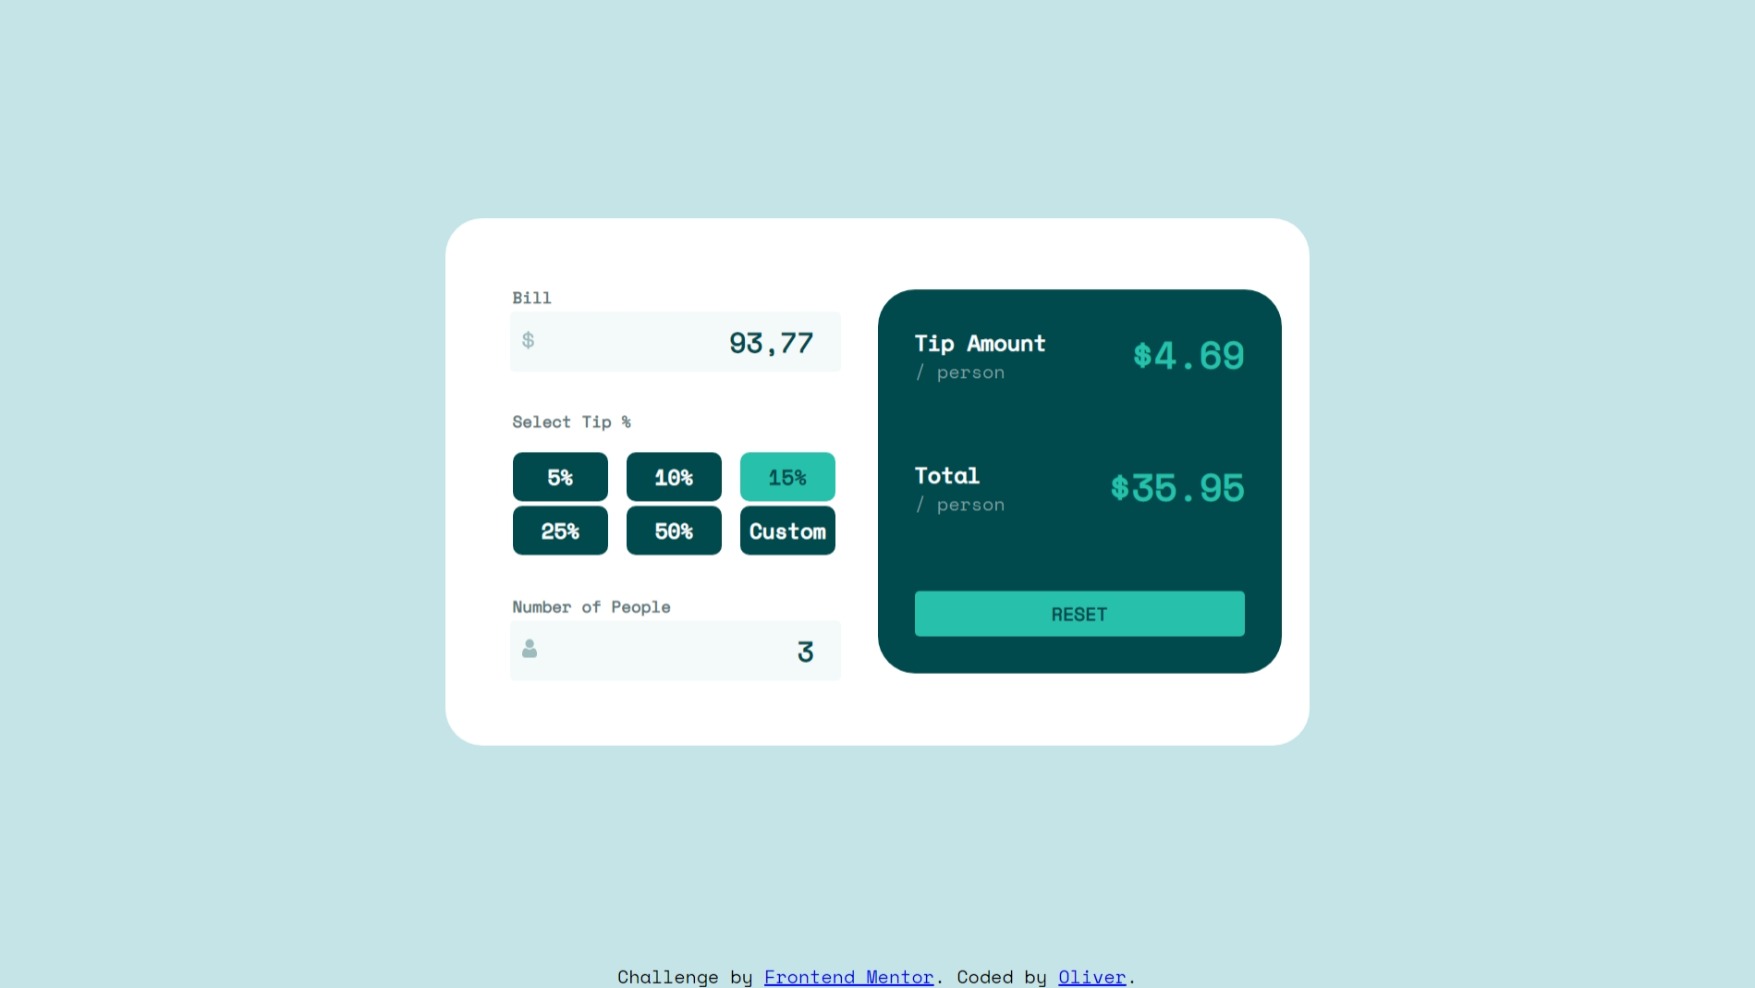 Bill
$ 93,77
Select Tip %
5% 10% 15%
25% 50% Custom
Number of People
3
Tip Amount
/ person
$4.69
Total
/ person
$35.95
RESET
Challenge by Frontend Mentor. Coded by Oliver.